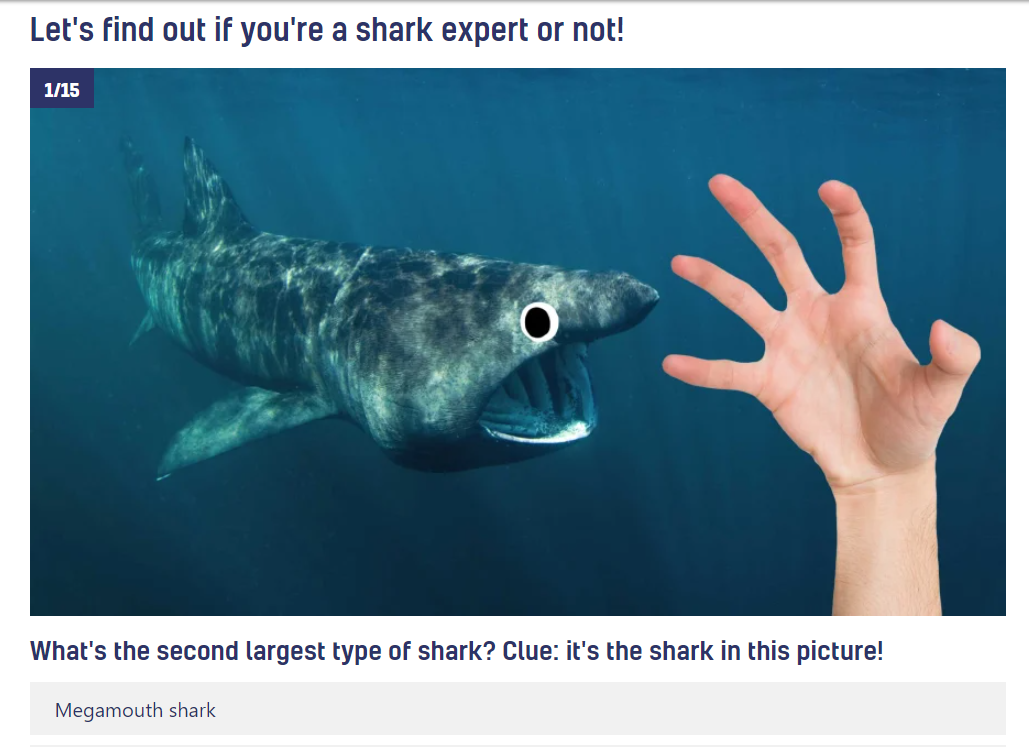 Let's find out if you're a shark expert or not!
1/15
What's the second largest type of shark? Clue: it's the shark in this picture!
Megamouth shark